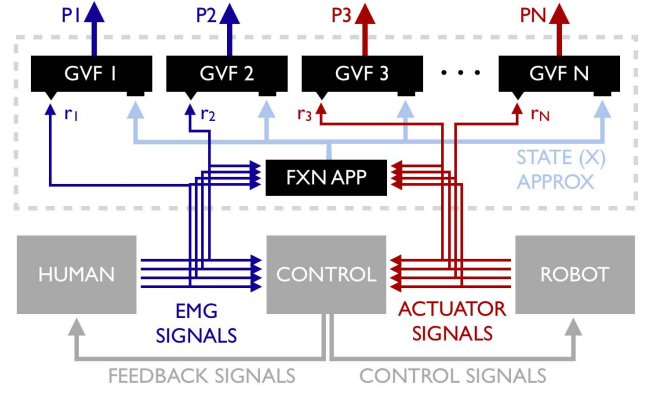 P1 P2 P3 PN
GVF 1 GVF 2 GVF 3 ... GVF N
r1 r2 r3 rN
STATE (X)
APPROX
FXN APP
HUMAN CONTROL ROBOT
EMG
SIGNALS
ACTUATOR
SIGNALS
FEEDBACK SIGNALS CONTROL SIGNALS